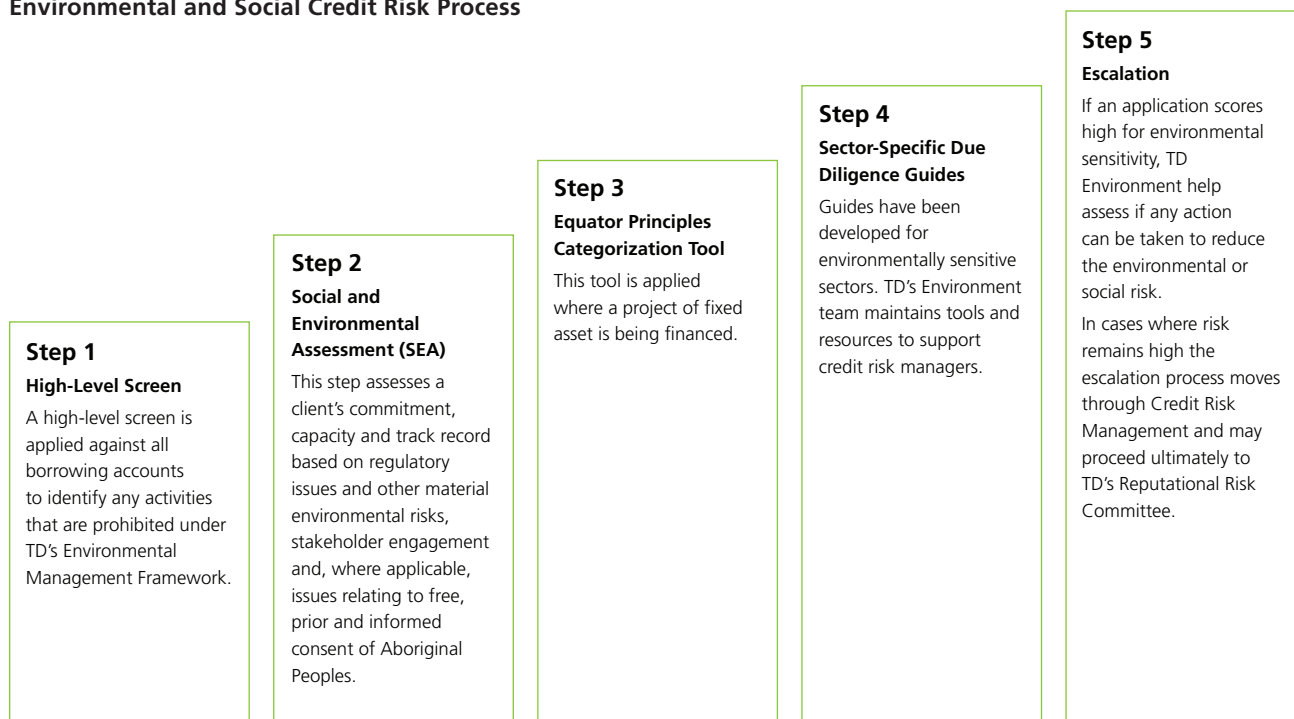 Environmental and Social Credit Risk Process
Step 1
High-Level Screen
A high-level screen is
applied against all
borrowing accounts
to identify any activities
that are prohibited under
TD's Environmental
Management Framework.
Step 2
Social and
Environmental
Assessment (SEA)
This step assesses a
client's commitment,
capacity and track record
based on regulatory
issues and other material
environmental risks,
stakeholder engagement
and, where applicable,
issues relating to free,
prior and informed
consent of Aboriginal
Peoples.
Step 3
Equator Principles
Categorization Tool
This tool is applied
where a project of fixed
asset is being financed.
Step 4
Sector-Specific Due
Diligence Guides
Guides have been
developed for
environmentally sensitive
sectors. TD's Environment
team maintains tools and
resources to support
credit risk managers.
Step 5
Escalation
If an application scores
high for environmental
sensitivity, TD
Environment help
assess if any action
can be taken to reduce
the environmental or
social risk.
In cases where risk
remains high the
escalation process moves
through Credit Risk
Management and may
proceed ultimately to
TD's Reputational Risk
Committee.